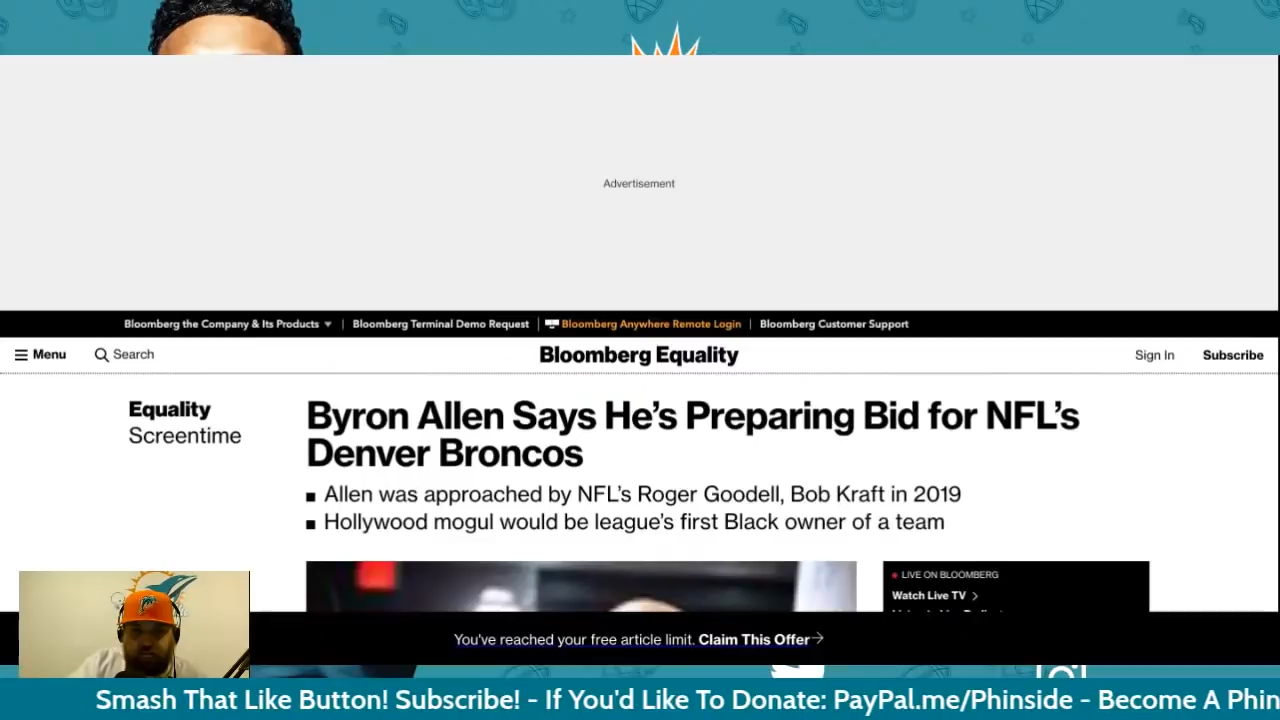 Advertisement
Bloomberg the Company & Its Products
Bloomberg Terminal Demo Request
Bloomberg Anywhere Remote Login
Bloomberg Customer Support
Menu
Search
Bloomberg Equality
Sign In
Subscribe
Equality
Screentime
Byron Allen Says He's Preparing Bid for NFL's
Denver Broncos
Allen was approached by NFL's Roger Goodell, Bob Kraft in 2019
Hollywood mogul would be league's first Black owner of a team
LIVE ON BLOOMBERG
Watch Live TV
You've reached your free article limit. Claim This Offer
Smash That Like Button! Subscribe! - If You'd Like To Donate: PayPal.me/Phinside - Become A Phin